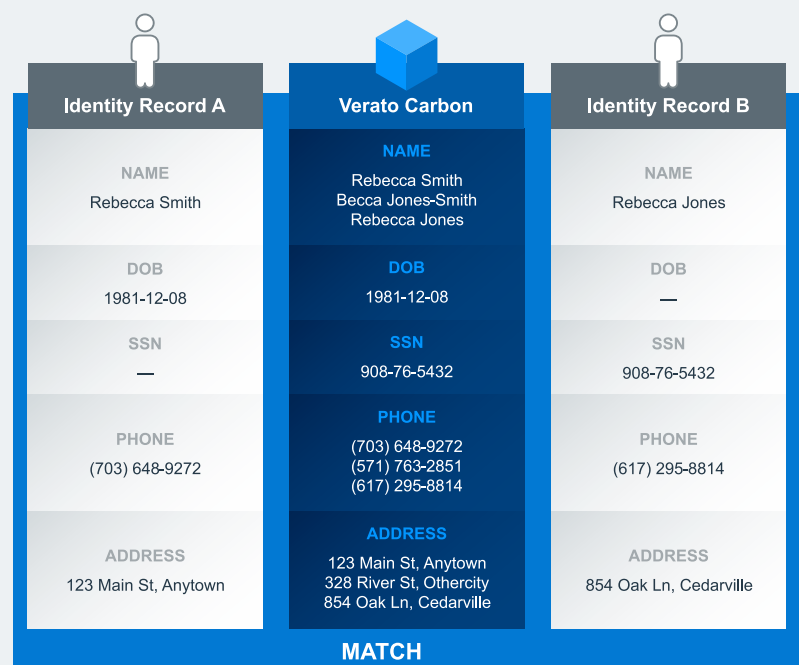 Identity Record A
NAME
Rebecca Smith
DOB
1981-12-08
SSN
—
PHONE
(703) 648-9272
ADDRESS
123 Main St, Anytown
Verato Carbon
NAME
Rebecca Smith
Becca Jones-Smith
Rebecca Jones
DOB
1981-12-08
SSN
908-76-5432
PHONE
(703) 648-9272
(571) 763-2851
(617) 295-8814
ADDRESS
123 Main St, Anytown
328 River St, Othercity
854 Oak Ln, Cedarville
Identity Record B
NAME
Rebecca Jones
DOB
—
SSN
908-76-5432
PHONE
(617) 295-8814
ADDRESS
854 Oak Ln, Cedarville
MATCH